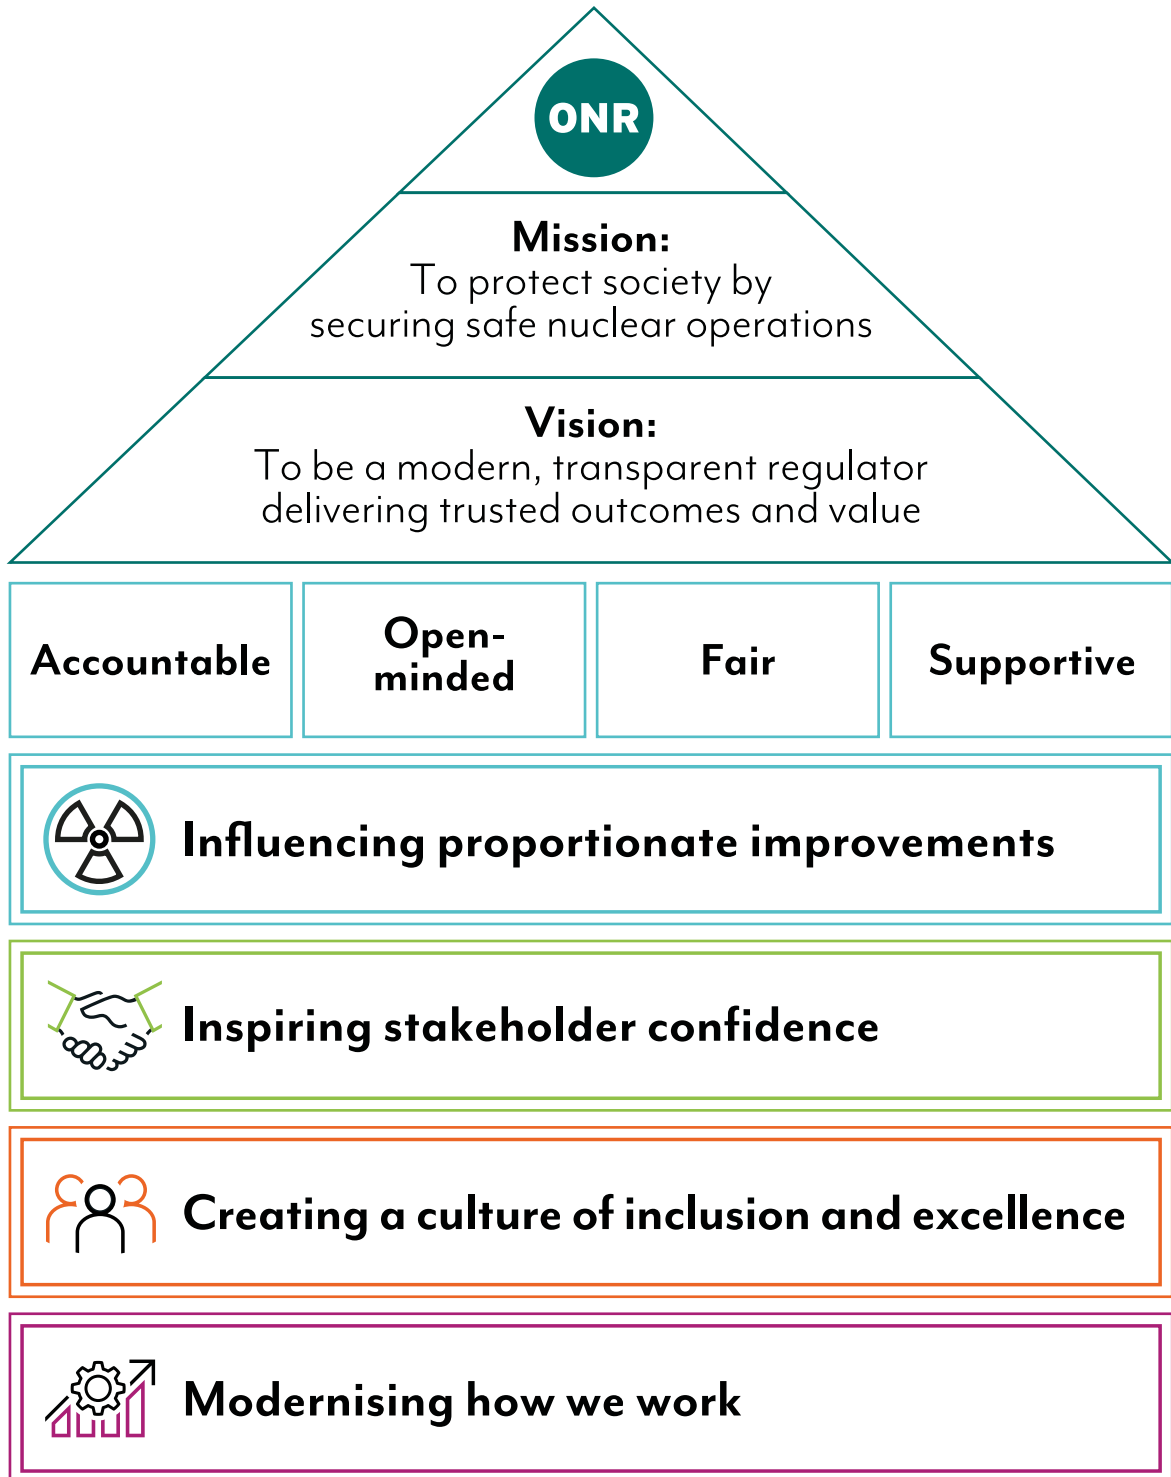 ONR
Mission:
To protect society by
securing safe nuclear operations
Vision:
To be a modern, transparent regulator
delivering trusted outcomes and value
Accountable
Open-
minded
Fair
Supportive
Influencing proportionate improvements
Inspiring stakeholder confidence
Creating a culture of inclusion and excellence
Modernising how we work